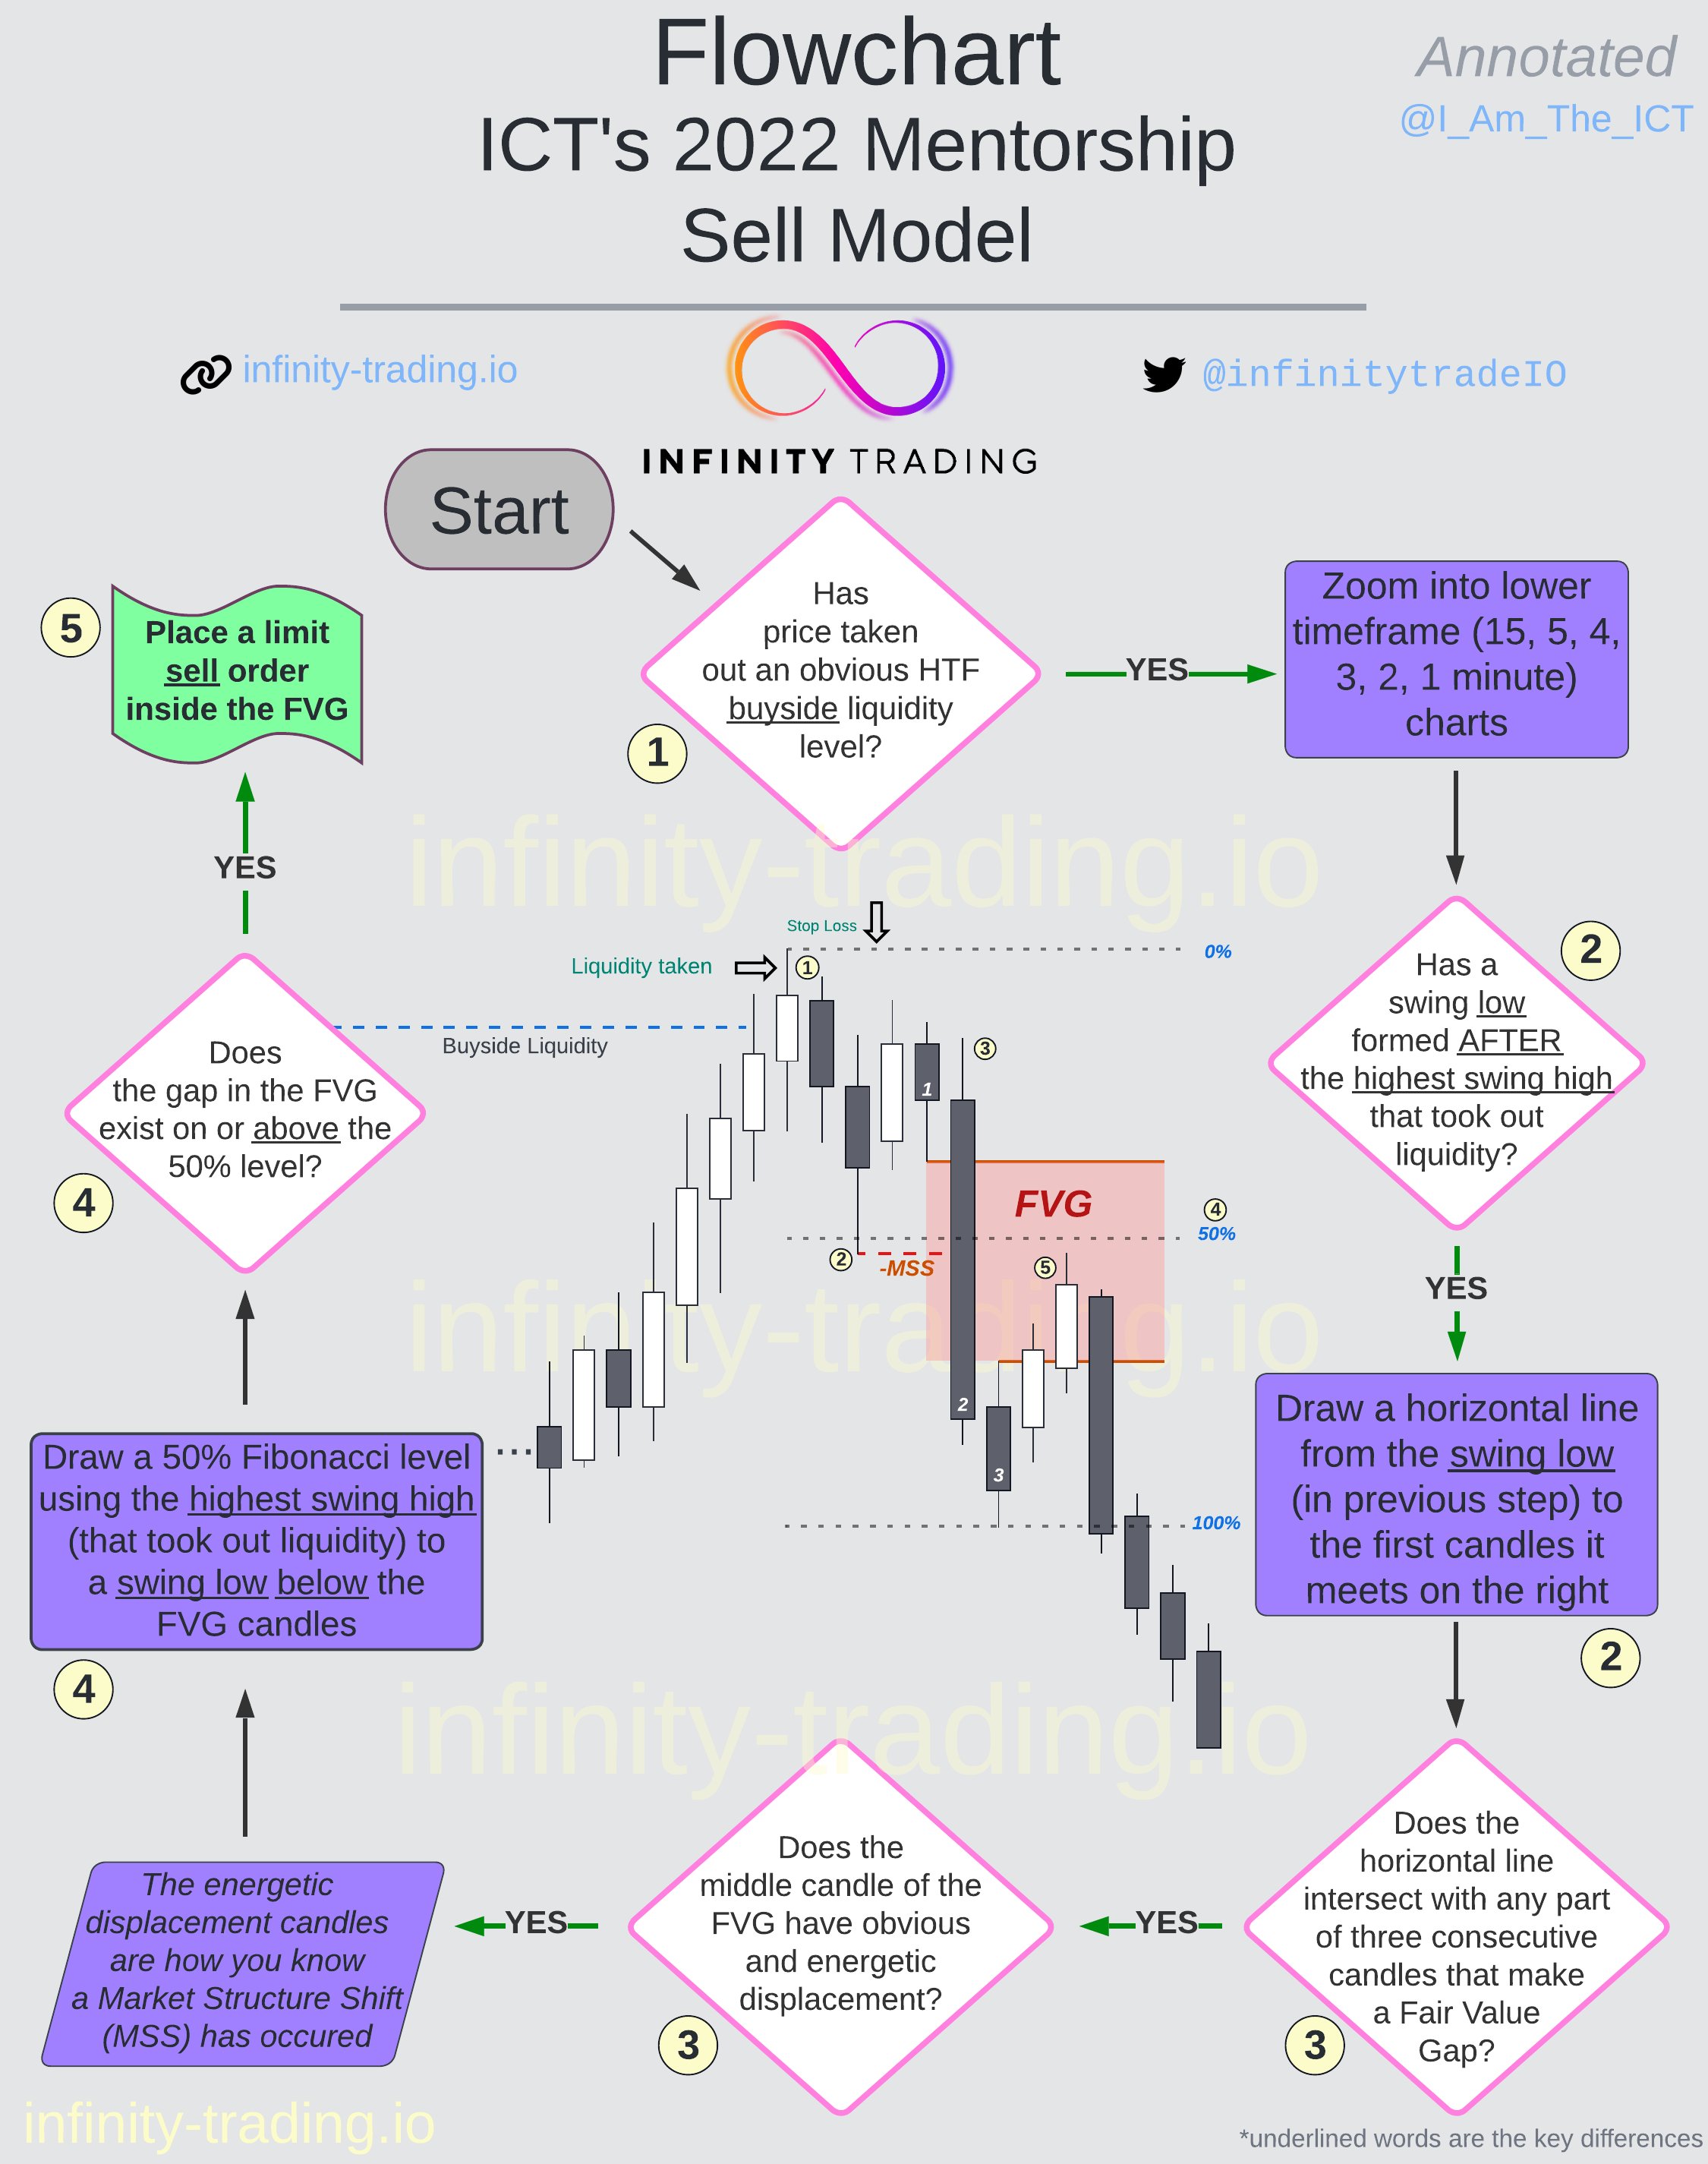 Flowchart
ICT's 2022 Mentorship
Sell Model
Annotated
@I_Am_The_ICT
infinity-trading.io
@infinitytradeIO
INFINITY TRADING
Start
Has
price taken
out an obvious HTF
buyside liquidity
level?
1
YES
Zoom into lower
timeframe (15, 5, 4,
3, 2, 1 minute)
charts
2
Has a
swing low
formed AFTER
the highest swing high
that took out
liquidity?
YES
Draw a horizontal line
from the swing low
(in previous step) to
the first candles it
meets on the right
2
Does the
horizontal line
intersect with any part
of three consecutive
candles that make
a Fair Value
Gap?
3
YES
Does the
middle candle of the
FVG have obvious
and energetic
displacement?
3
YES
The energetic
displacement candles
are how you know
a Market Structure Shift
(MSS) has occured
Draw a 50% Fibonacci level
using the highest swing high
(that took out liquidity) to
a swing low below the
FVG candles
4
Does
the gap in the FVG
exist on or above the
50% level?
4
YES
5
Place a limit
sell order
inside the FVG
infinity-trading.io
Stop Loss
Liquidity taken
1
0%
Buyside Liquidity
3
1
FVG
4
50%
2
-MSS
5
infinity-trading.io
2
3
...
100%
infinity-trading.io
infinity-trading.io
*underlined words are the key differences